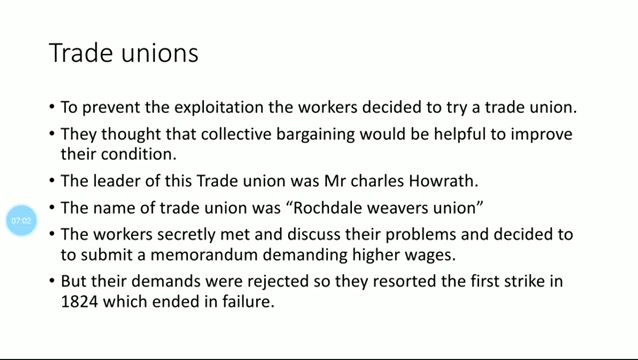 Trade unions
• To prevent the exploitation the workers decided to try a trade union.
• They thought that collective bargaining would be helpful to improve
their condition.
• The leader of this Trade union was Mr charles Howrath.
• The name of trade union was “Rochdale weavers union”
07:02
• The workers secretly met and discuss their problems and decided to
to submit a memorandum demanding higher wages.
• But their demands were rejected so they resorted the first strike in
1824 which ended in failure.